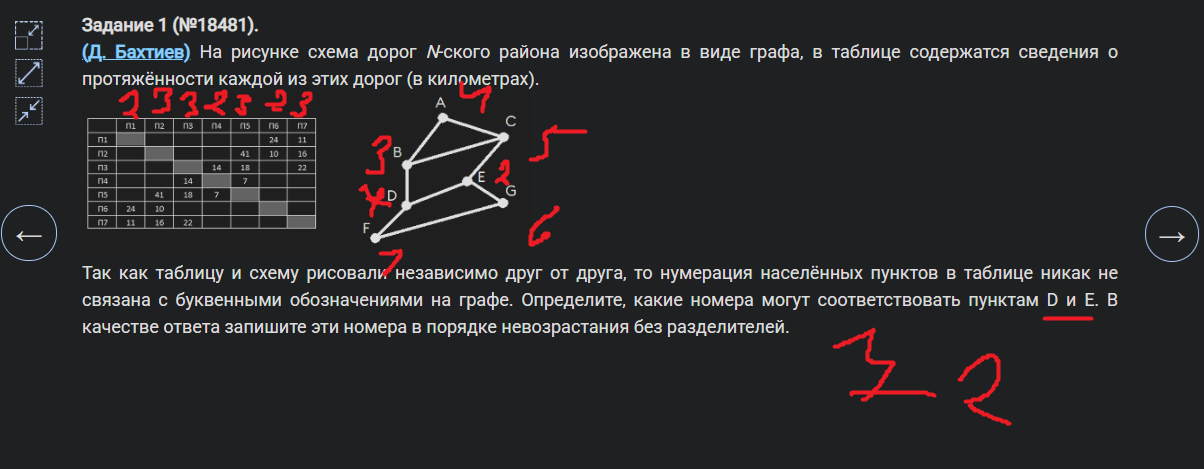 Задание 1 (№18481).
(Д. Бахтиев) На рисунке схема дорог N-ского района изображена в виде графа, в таблице содержатся сведения о
протяжённости каждой из этих дорог (в километрах).
2 3 3 2 3 2 3
П1 П2 П3 П4 П5 П6 П7
П1 24 11
П2 41 10 16
П3 14 18 22
П4 14 7
П5 41 18 7
П6 24 10
П7 11 16 22
A
C
B
3
E
2
D
G
F
6
Так как таблицу и схему рисовали независимо друг от друга, то нумерация населённых пунктов в таблице никак не
связана с буквенными обозначениями на графе. Определите, какие номера могут соответствовать пунктам D и E. В
качестве ответа запишите эти номера в порядке невозрастания без разделителей.
3 2